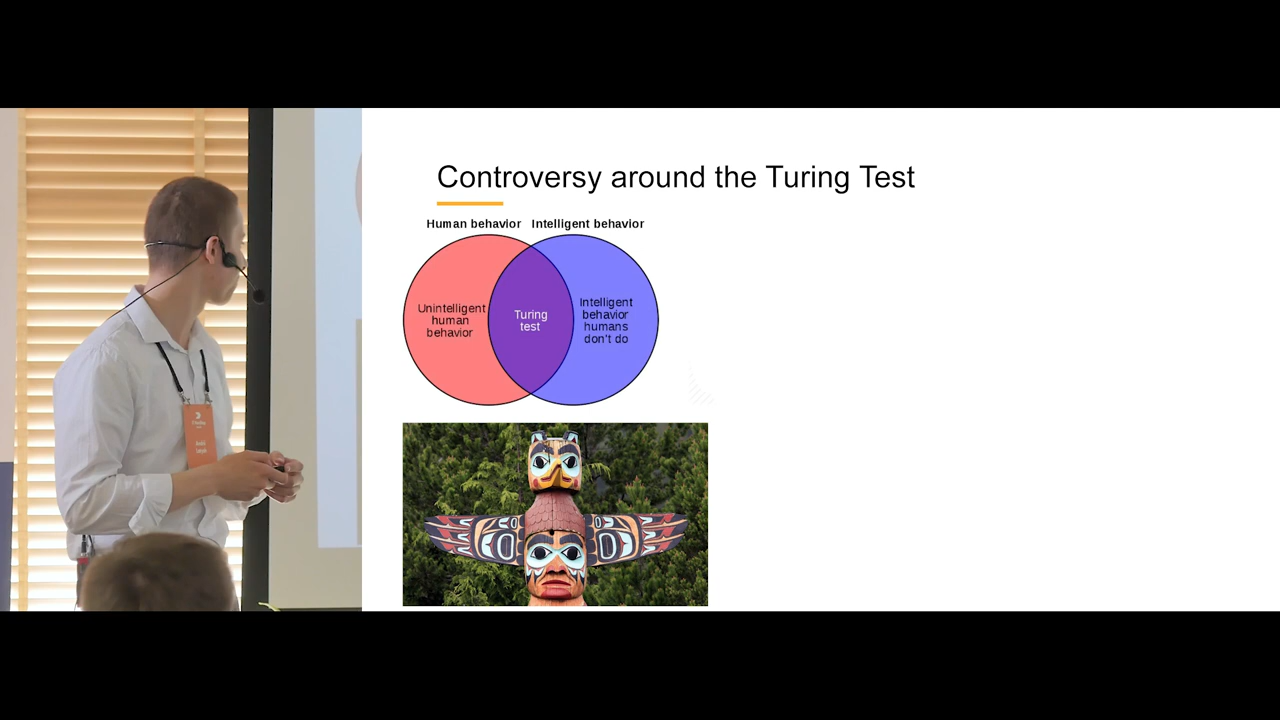 Controversy around the Turing Test
Human behavior
Intelligent behavior
Unintelligent
human
behavior
Turing
test
Intelligent
behavior
humans
don't do